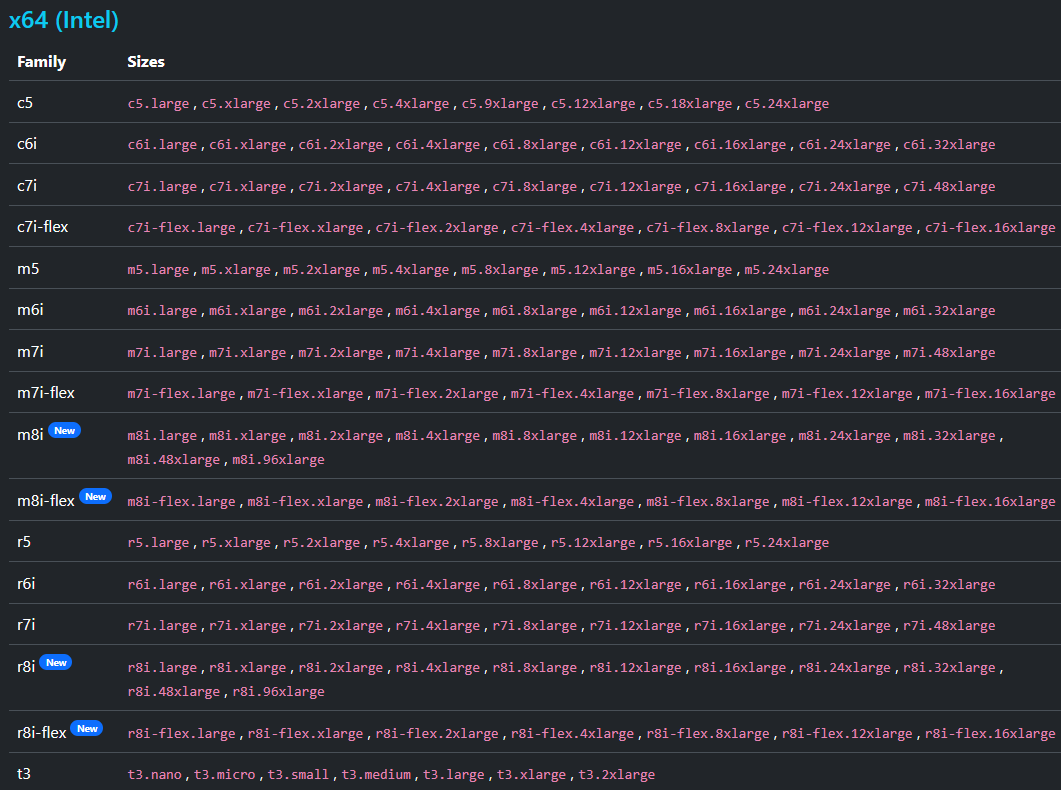 x64 (Intel)
Family Sizes
c5 c5.large, c5.xlarge, c5.2xlarge, c5.4xlarge, c5.9xlarge, c5.12xlarge, c5.18xlarge, c5.24xlarge
c6i c6i.large, c6i.xlarge, c6i.2xlarge, c6i.4xlarge, c6i.8xlarge, c6i.12xlarge, c6i.16xlarge, c6i.24xlarge, c6i.32xlarge
c7i c7i.large, c7i.xlarge, c7i.2xlarge, c7i.4xlarge, c7i.8xlarge, c7i.12xlarge, c7i.16xlarge, c7i.24xlarge, c7i.48xlarge
c7i-flex c7i-flex.large, c7i-flex.xlarge, c7i-flex.2xlarge, c7i-flex.4xlarge, c7i-flex.8xlarge, c7i-flex.12xlarge, c7i-flex.16xlarge
m5 m5.large, m5.xlarge, m5.2xlarge, m5.4xlarge, m5.8xlarge, m5.12xlarge, m5.16xlarge, m5.24xlarge
m6i m6i.large, m6i.xlarge, m6i.2xlarge, m6i.4xlarge, m6i.8xlarge, m6i.12xlarge, m6i.16xlarge, m6i.24xlarge, m6i.32xlarge
m7i m7i.large, m7i.xlarge, m7i.2xlarge, m7i.4xlarge, m7i.8xlarge, m7i.12xlarge, m7i.16xlarge, m7i.24xlarge, m7i.48xlarge
m7i-flex m7i-flex.large, m7i-flex.xlarge, m7i-flex.2xlarge, m7i-flex.4xlarge, m7i-flex.8xlarge, m7i-flex.12xlarge, m7i-flex.16xlarge
m8i New m8i.large, m8i.xlarge, m8i.2xlarge, m8i.4xlarge, m8i.8xlarge, m8i.12xlarge, m8i.16xlarge, m8i.24xlarge, m8i.32xlarge,
m8i.48xlarge, m8i.96xlarge
m8i-flex New m8i-flex.large, m8i-flex.xlarge, m8i-flex.2xlarge, m8i-flex.4xlarge, m8i-flex.8xlarge, m8i-flex.12xlarge, m8i-flex.16xlarge
r5 r5.large, r5.xlarge, r5.2xlarge, r5.4xlarge, r5.8xlarge, r5.12xlarge, r5.16xlarge, r5.24xlarge
r6i r6i.large, r6i.xlarge, r6i.2xlarge, r6i.4xlarge, r6i.8xlarge, r6i.12xlarge, r6i.16xlarge, r6i.24xlarge, r6i.32xlarge
r7i r7i.large, r7i.xlarge, r7i.2xlarge, r7i.4xlarge, r7i.8xlarge, r7i.12xlarge, r7i.16xlarge, r7i.24xlarge, r7i.48xlarge
r8i New r8i.large, r8i.xlarge, r8i.2xlarge, r8i.4xlarge, r8i.8xlarge, r8i.12xlarge, r8i.16xlarge, r8i.24xlarge, r8i.32xlarge,
r8i.48xlarge, r8i.96xlarge
r8i-flex New r8i-flex.large, r8i-flex.xlarge, r8i-flex.2xlarge, r8i-flex.4xlarge, r8i-flex.8xlarge, r8i-flex.12xlarge, r8i-flex.16xlarge
t3 t3.nano, t3.micro, t3.small, t3.medium, t3.large, t3.xlarge, t3.2xlarge